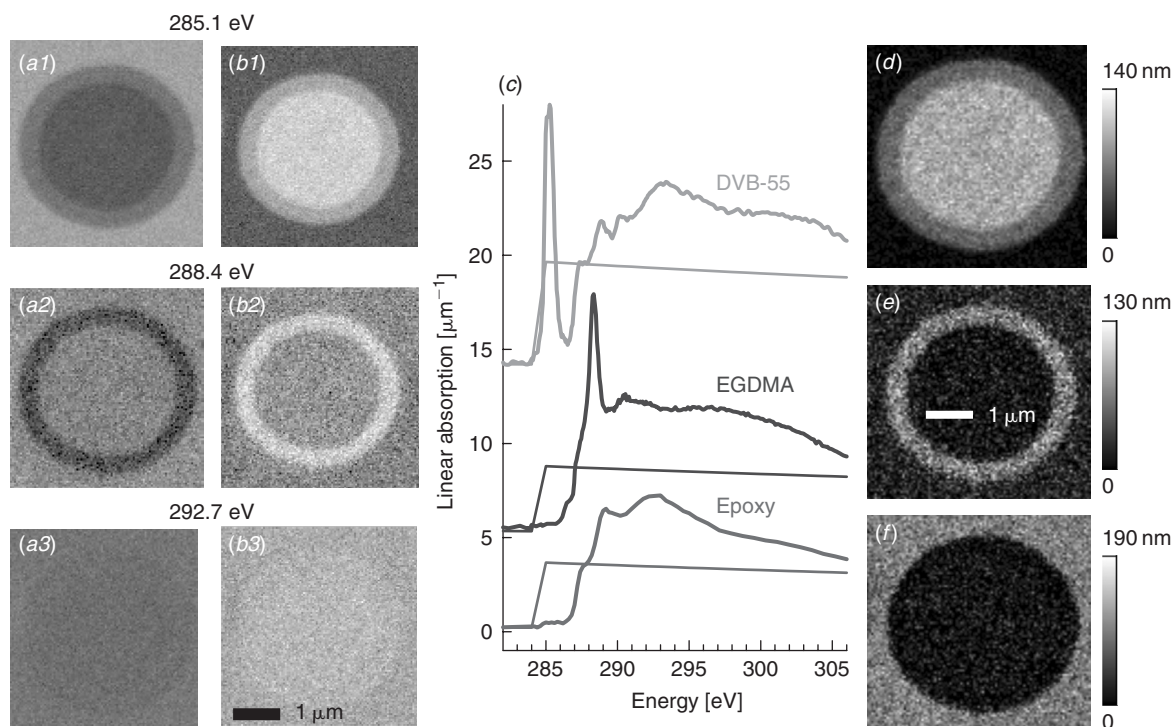 285.1 eV
(a1)
(b1)
288.4 eV
(a2)
(b2)
292.7 eV
(a3)
(b3)
1 μm
(c)
Linear absorption [μm⁻¹]
25
20
15
10
5
0
DVB-55
EGDMA
Epoxy
285 290 295 300 305
Energy [eV]
(d)
140 nm
0
(e)
1 μm
130 nm
0
(f)
190 nm
0